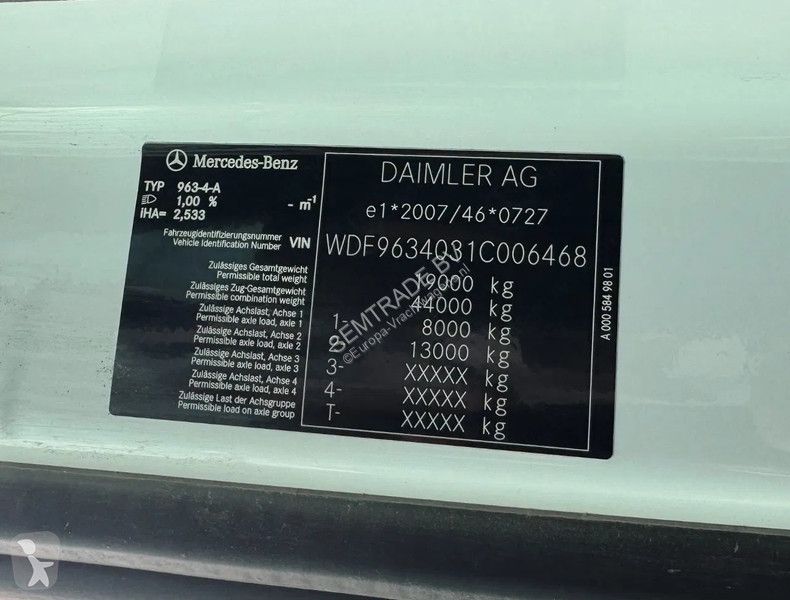 Mercedes-Benz
TYP 963-4-A
1,00 % - m-1
iHA= 2,533
Fahrzeugidentifizierungsnummer
Vehicle Identification Number VIN
Zulässiges Gesamtgewicht
Permissible total weight
Zulässiges Zug-Gesamtgewicht
Permissible combination weight
Zulässige Achslast, Achse 1
Permissible axle load, axle 1
Zulässige Achslast, Achse 2
Permissible axle load, axle 2
Zulässige Achslast, Achse 3
Permissible axle load, axle 3
Zulässige Achslast, Achse 4
Permissible axle load, axle 4
Zulässige Last der Achsgruppe
Permissible load on axle group
DAIMLER AG
e1*2007/46*0727
WDF9634031C006468
19000 kg
44000 kg
1- 8000 kg
2- 13000 kg
3- XXXXX kg
4- XXXXX kg
T- XXXXX kg
A 000 584 98 01
SEMTRADE BV
©Europa-Vrachtwagen.nl